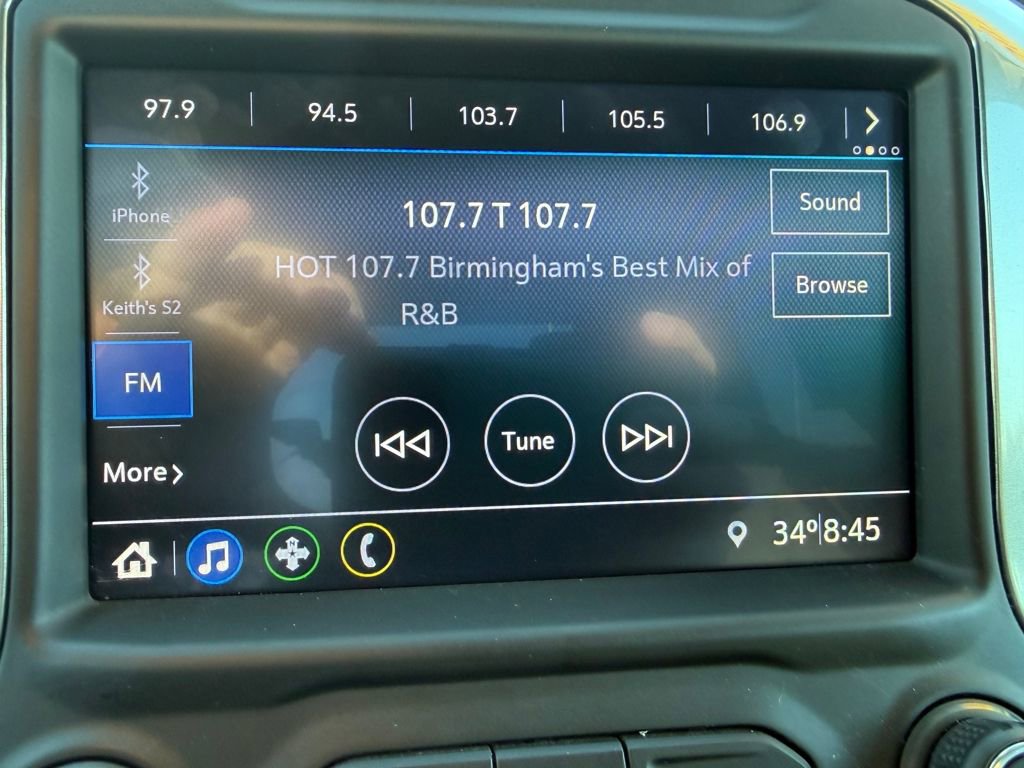 97.9 94.5 103.7 105.5 106.9
iPhone
Keith's S2
FM
More
107.7 T 107.7
HOT 107.7 Birmingham's Best Mix of
R&B
Sound
Browse
Tune
N
34° 8:45